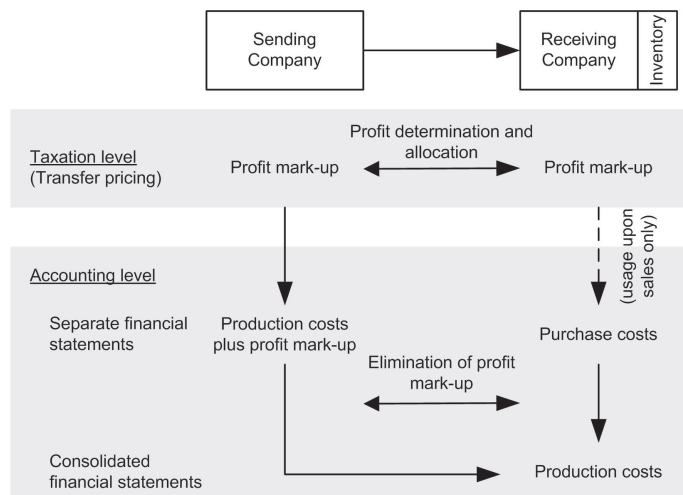 Sending
Company
Receiving
Company
Inventory
Taxation level
(Transfer pricing)
Profit mark-up
Profit determination and
allocation
Profit mark-up
(usage upon
sales only)
Accounting level
Separate financial
statements
Production costs
plus profit mark-up
Purchase costs
Elimination of profit
mark-up
Consolidated
financial statements
Production costs